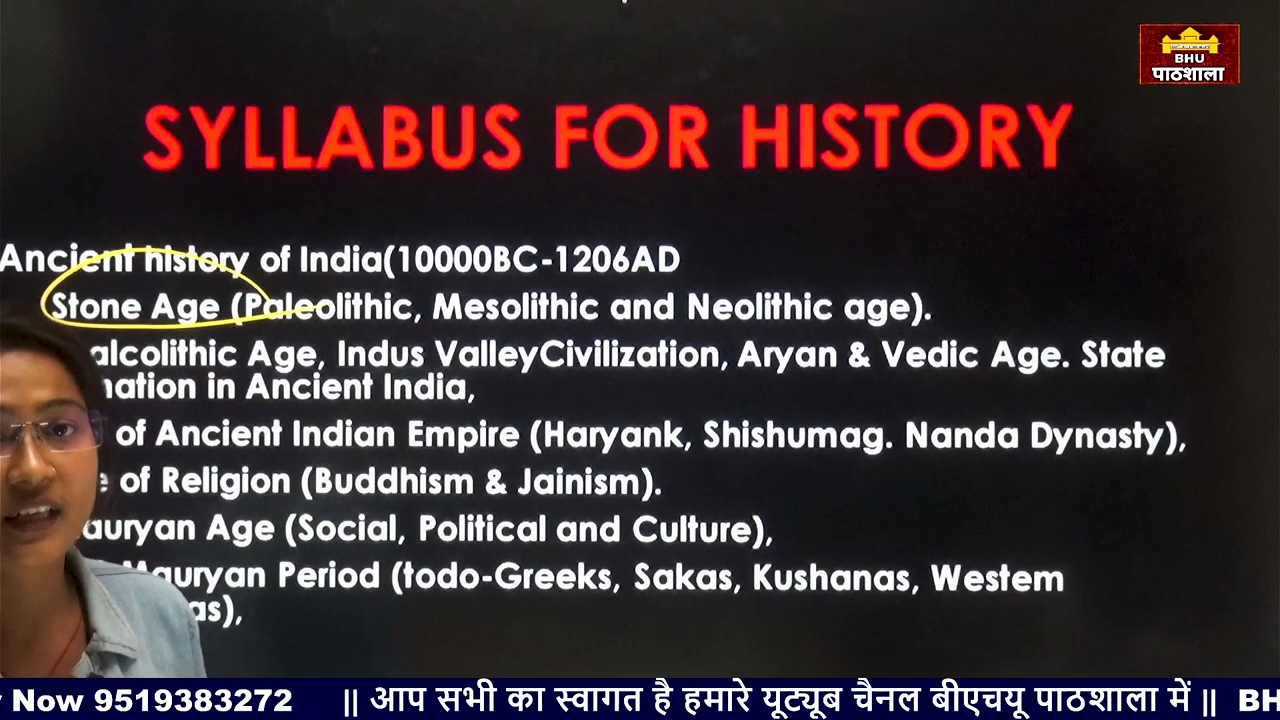 BHU
पाठशाला
SYLLABUS FOR HISTORY
Ancient history of India(10000BC-1206AD
Stone Age (Paleolithic, Mesolithic and Neolithic age).
alcolithic Age, Indus ValleyCivilization, Aryan & Vedic Age. State
nation in Ancient India,
of Ancient Indian Empire (Haryank, Shishumag. Nanda Dynasty),
e of Religion (Buddhism & Jainism).
auryan Age (Social, Political and Culture),
Mauryan Period (todo-Greeks, Sakas, Kushanas, Westem
as),
Now 9519383272 || आप सभी का स्वागत है हमारे यूट्यूब चैनल बीएचयू पाठशाला में || BH